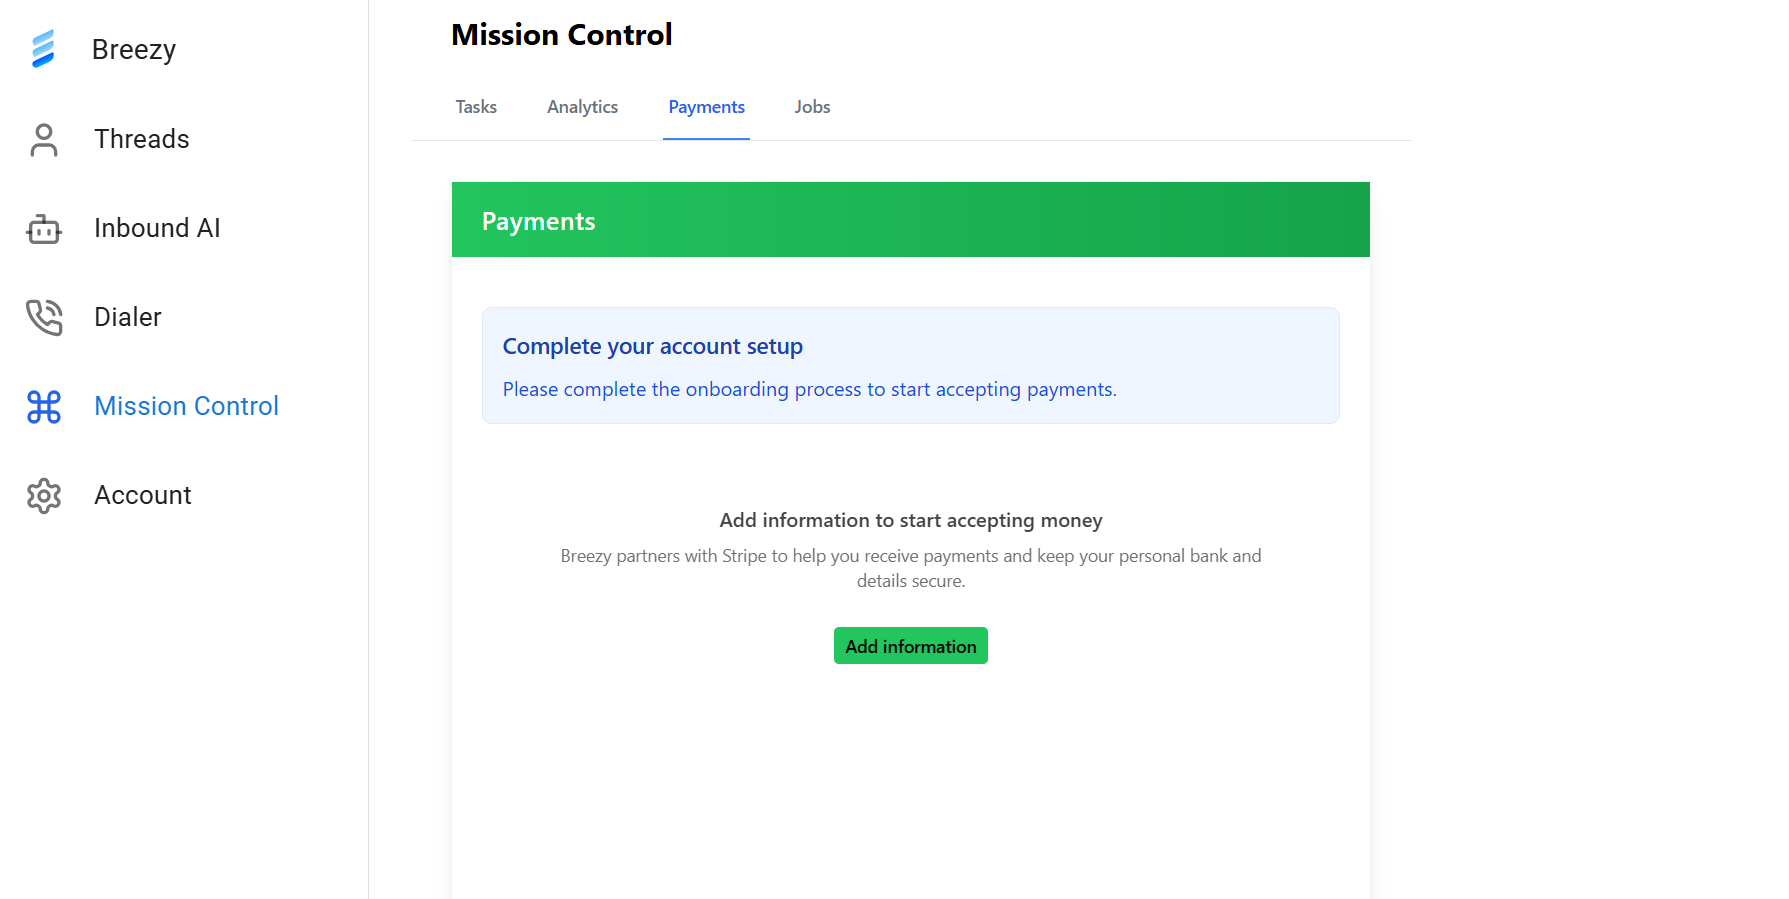 Breezy
Threads
Inbound AI
Dialer
Mission Control
Account
Mission Control
Tasks
Analytics
Payments
Jobs
Payments
Complete your account setup
Please complete the onboarding process to start accepting payments.
Add information to start accepting money
Breezy partners with Stripe to help you receive payments and keep your personal bank and
details secure.
Add information